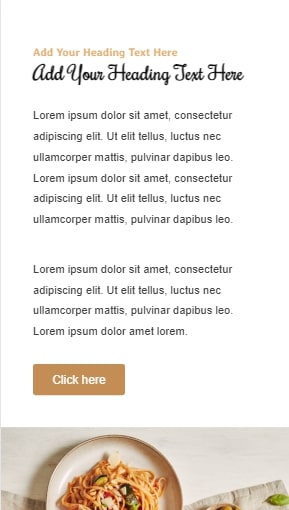 Add Your Heading Text Here
Add Your Heading Text Here
Lorem ipsum dolor sit amet, consectetur
adipiscing elit. Ut elit tellus, luctus nec
ullamcorper mattis, pulvinar dapibus leo.
Lorem ipsum dolor sit amet, consectetur
adipiscing elit. Ut elit tellus, luctus nec
ullamcorper mattis, pulvinar dapibus leo.
Lorem ipsum dolor sit amet, consectetur
adipiscing elit. Ut elit tellus, luctus nec
ullamcorper mattis, pulvinar dapibus leo.
Lorem ipsum dolor amet lorem.
Click here